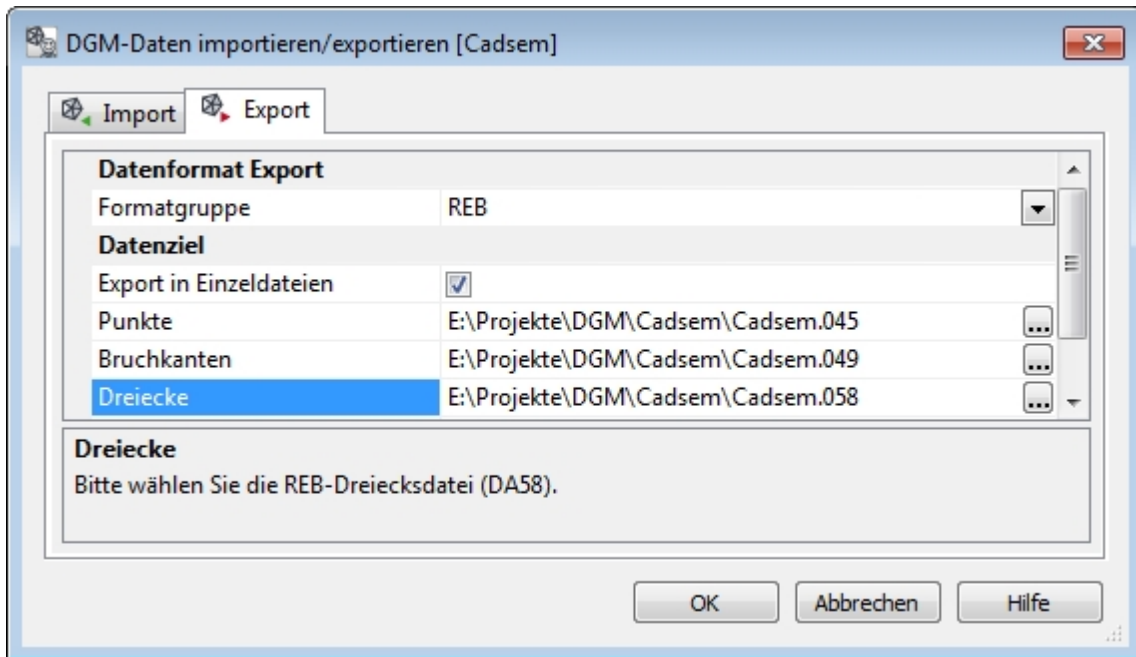 DGM-Daten importieren/exportieren [Cadsem]
Import Export
Datenformat Export
Formatgruppe REB
Datenziel
Export in Einzeldateien
Punkte E:\Projekte\DGM\Cadsem\Cadsem.045 ...
Bruchkanten E:\Projekte\DGM\Cadsem\Cadsem.049 ...
Dreiecke E:\Projekte\DGM\Cadsem\Cadsem.058 ...
Dreiecke
Bitte wählen Sie die REB-Dreiecksdatei (DA58).
OK Abbrechen Hilfe